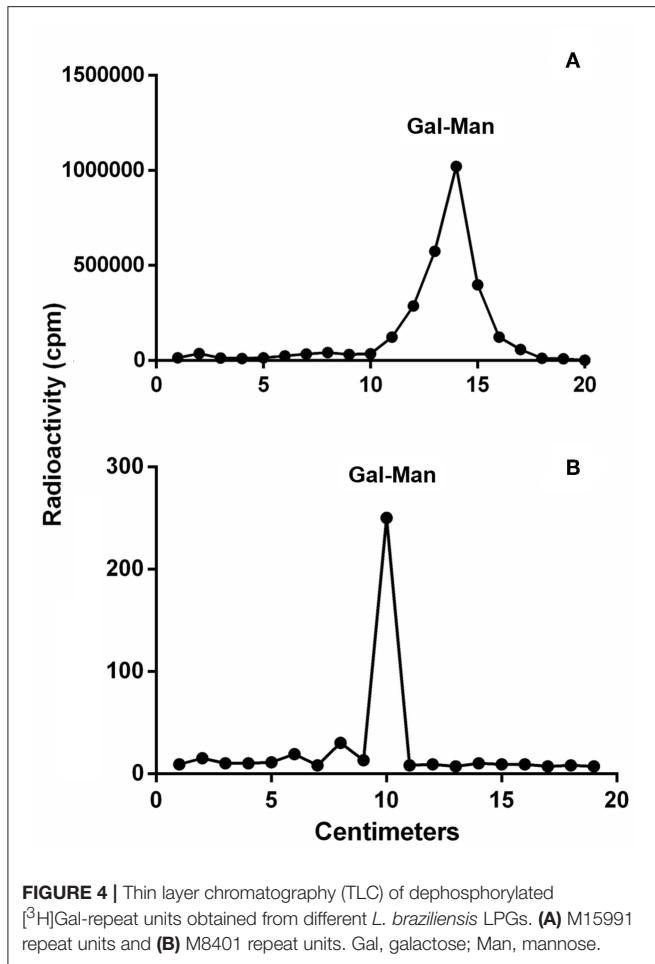 A
Gal-Man
1500000
1000000
500000
0
0 5 10 15 20
Radioactivity (cpm)
B
Gal-Man
300
200
100
0
0 5 10 15 20
Centimeters
FIGURE 4 | Thin layer chromatography (TLC) of dephosphorylated
[³H]Gal-repeat units obtained from different L. braziliensis LPGs. (A) M15991
repeat units and (B) M8401 repeat units. Gal, galactose; Man, mannose.